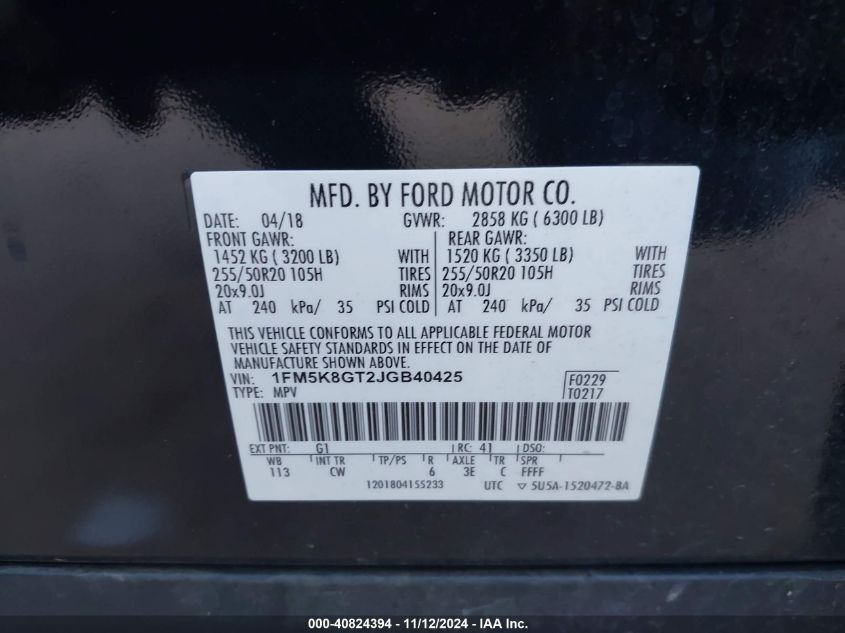 MFD. BY FORD MOTOR CO.
DATE: 04/18 GVWR: 2858 KG ( 6300 LB)
FRONT GAWR: REAR GAWR:
1452 KG ( 3200 LB) WITH 1520 KG ( 3350 LB) WITH
255/50R20 105H TIRES 255/50R20 105H TIRES
20x9.0J RIMS 20x9.0J RIMS
AT 240 kPa/ 35 PSI COLD AT 240 kPa/ 35 PSI COLD
THIS VEHICLE CONFORMS TO ALL APPLICABLE FEDERAL MOTOR
VEHICLE SAFETY STANDARDS IN EFFECT ON THE DATE OF
MANUFACTURE SHOWN ABOVE.
VIN: 1FM5K8GT2JGB40425 F0229
TYPE: MPV T0217
EXT PNT: G1 RC: 41 DSO:
WB INT TR TP/PS R AXLE TR SPR
113 CW 6 3E C FFFF
1201804155233 UTC ▽ 5U5A-1520472-BA
000-40824394 - 11/12/2024 - IAA Inc.